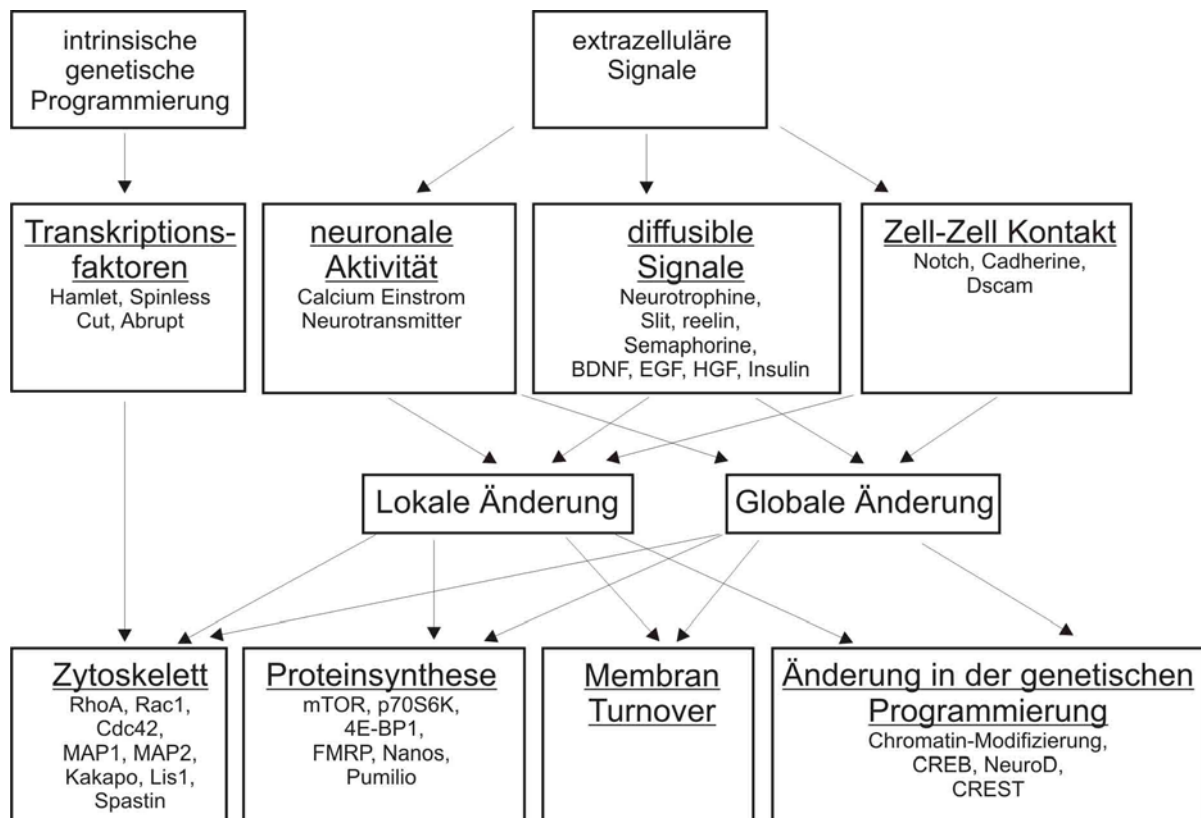 intrinsische
genetische
Programmierung
extrazelluläre
Signale
Transkriptions-
faktoren
Hamlet, Spinless
Cut, Abrupt
neuronale
Aktivität
Calcium Einstrom
Neurotransmitter
diffusible
Signale
Neurotrophine,
Slit, reelin,
Semaphorine,
BDNF, EGF, HGF, Insulin
Zell-Zell Kontakt
Notch, Cadherine,
Dscam
Lokale Änderung
Globale Änderung
Zytoskelett
RhoA, Rac1,
Cdc42,
MAP1, MAP2,
Kakapo, Lis1,
Spastin
Proteinsynthese
mTOR, p70S6K,
4E-BP1,
FMRP, Nanos,
Pumilio
Membran
Turnover
Änderung in der genetischen
Programmierung
Chromatin-Modifizierung,
CREB, NeuroD,
CREST